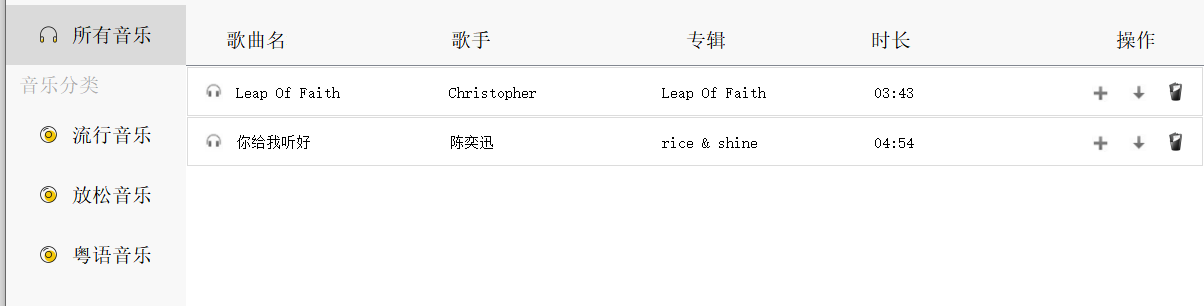 所有音乐
音乐分类
流行音乐
放松音乐
粤语音乐
歌曲名 歌手 专辑 时长 操作
Leap Of Faith Christopher Leap Of Faith 03:43
你给我听好 陈奕迅 rice & shine 04:54